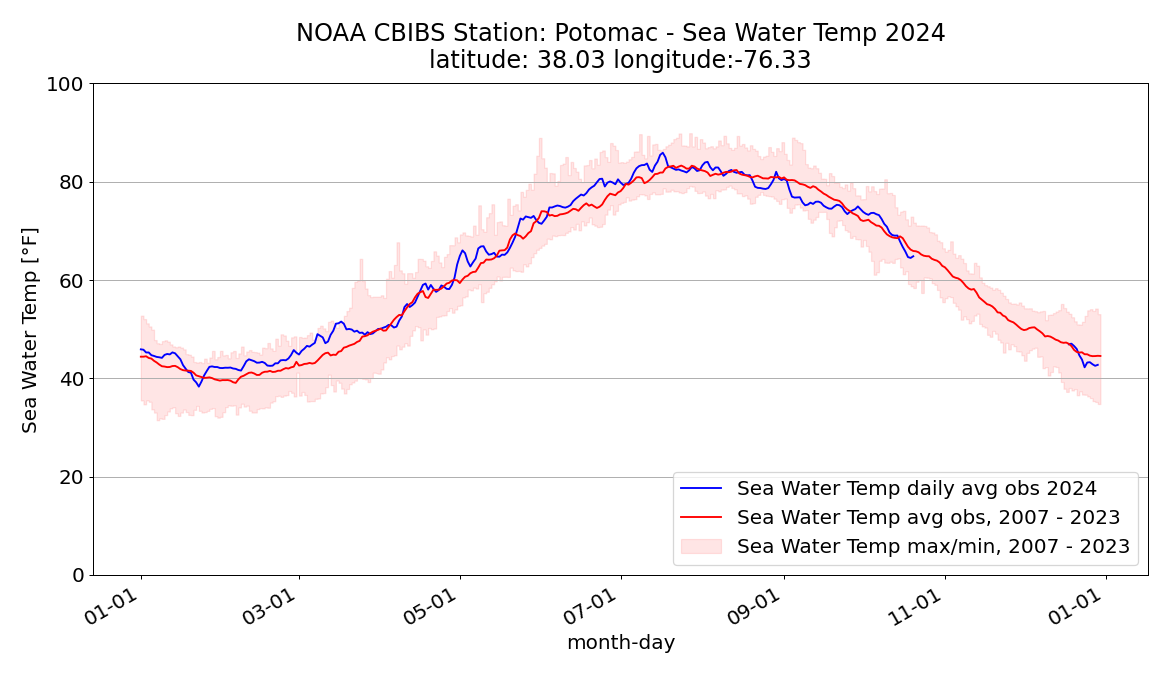 NOAA CBIBS Station: Potomac - Sea Water Temp 2024
latitude: 38.03 longitude:-76.33
Sea Water Temp [°F]
100
80
60
40
20
0
Sea Water Temp daily avg obs 2024
Sea Water Temp avg obs, 2007 - 2023
Sea Water Temp max/min, 2007 - 2023
01-01
03-01
05-01
07-01
09-01
11-01
01-01
month-day